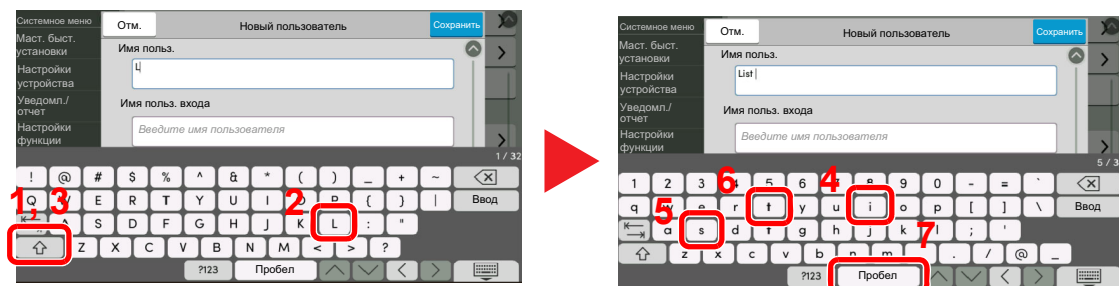 Системное меню
Маст. быст.
установки
Настройки
устройства
Уведомл./
отчет
Настройки
функции
Отм.
Новый пользователь
Сохранить
Имя польз.
L
Имя польз. входа
Введите имя пользователя
1 / 32
! @ # $ % ^ & * ( ) _ + ~
Q E R T Y U I P { } | Ввод
S D F G H J K L : "
Z X C V B N M < > ?
?123 Пробел
1, 3
2
Системное меню
Маст. быст.
установки
Настройки
устройства
Уведомл./
отчет
Настройки
функции
Отм.
Новый пользователь
Сохранить
Имя польз.
List
Имя польз. входа
Введите имя пользователя
5 / 3
1 2 3 4 5 6 7 8 9 0 - = `
q w e r t y u i o p [ ] \ Ввод
a s d f g h j k l ; '
z x c v b n m . / @ _
?123 Пробел
6
4
5
7